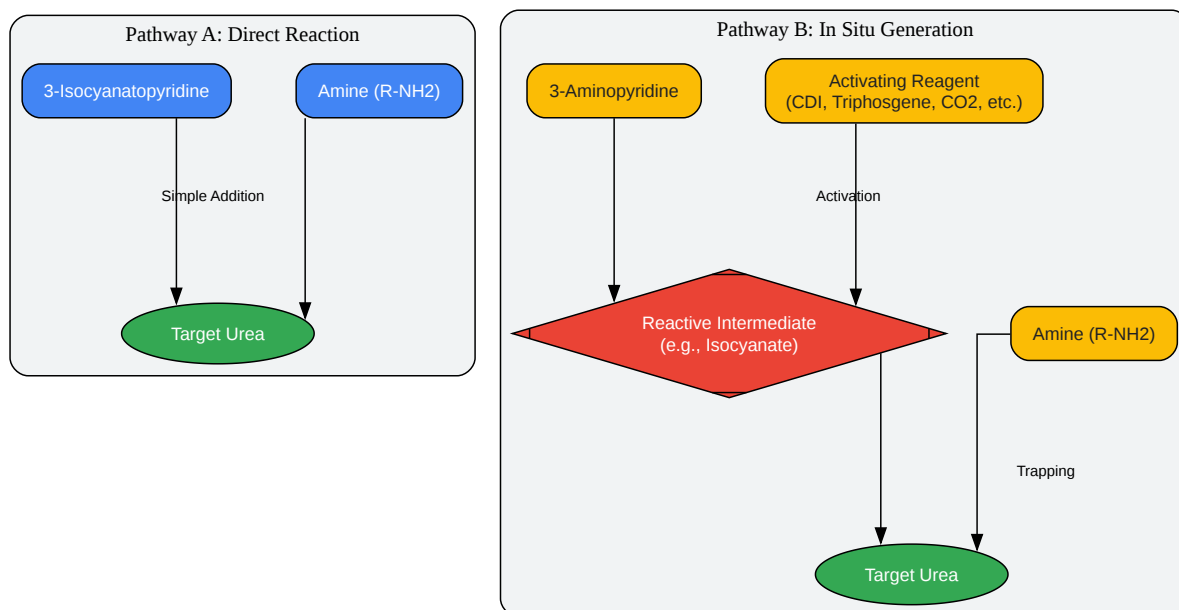 Pathway A: Direct Reaction
3-Isocyanatopyridine
Amine (R-NH2)
Simple Addition
Target Urea
Pathway B: In Situ Generation
3-Aminopyridine
Activating Reagent
(CDI, Triphosgene, CO2, etc.)
Activation
Reactive Intermediate
(e.g., Isocyanate)
Amine (R-NH2)
Trapping
Target Urea